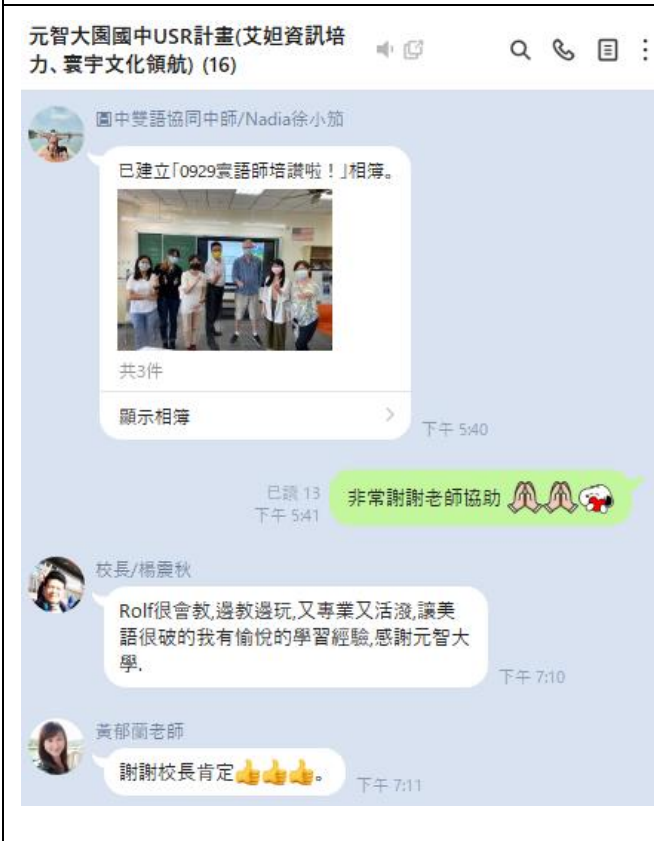 元智大園國中USR計畫(艾妲資訊培
力、寰宇文化領航) (16)
圖中雙語協同中師/Nadia徐小笳
已建立「0929寰語師培讚啦！」相簿。
共3件
顯示相簿
下午 5:40
已讀 13
下午 5:41
非常謝謝老師協助
校長/楊震秋
Rolf很會教,邊教邊玩,又專業又活潑,讓美
語很破的我有愉悅的學習經驗,感謝元智大
學.
下午 7:10
黃郁蘭老師
謝謝校長肯定👍👍👍。
下午 7:11